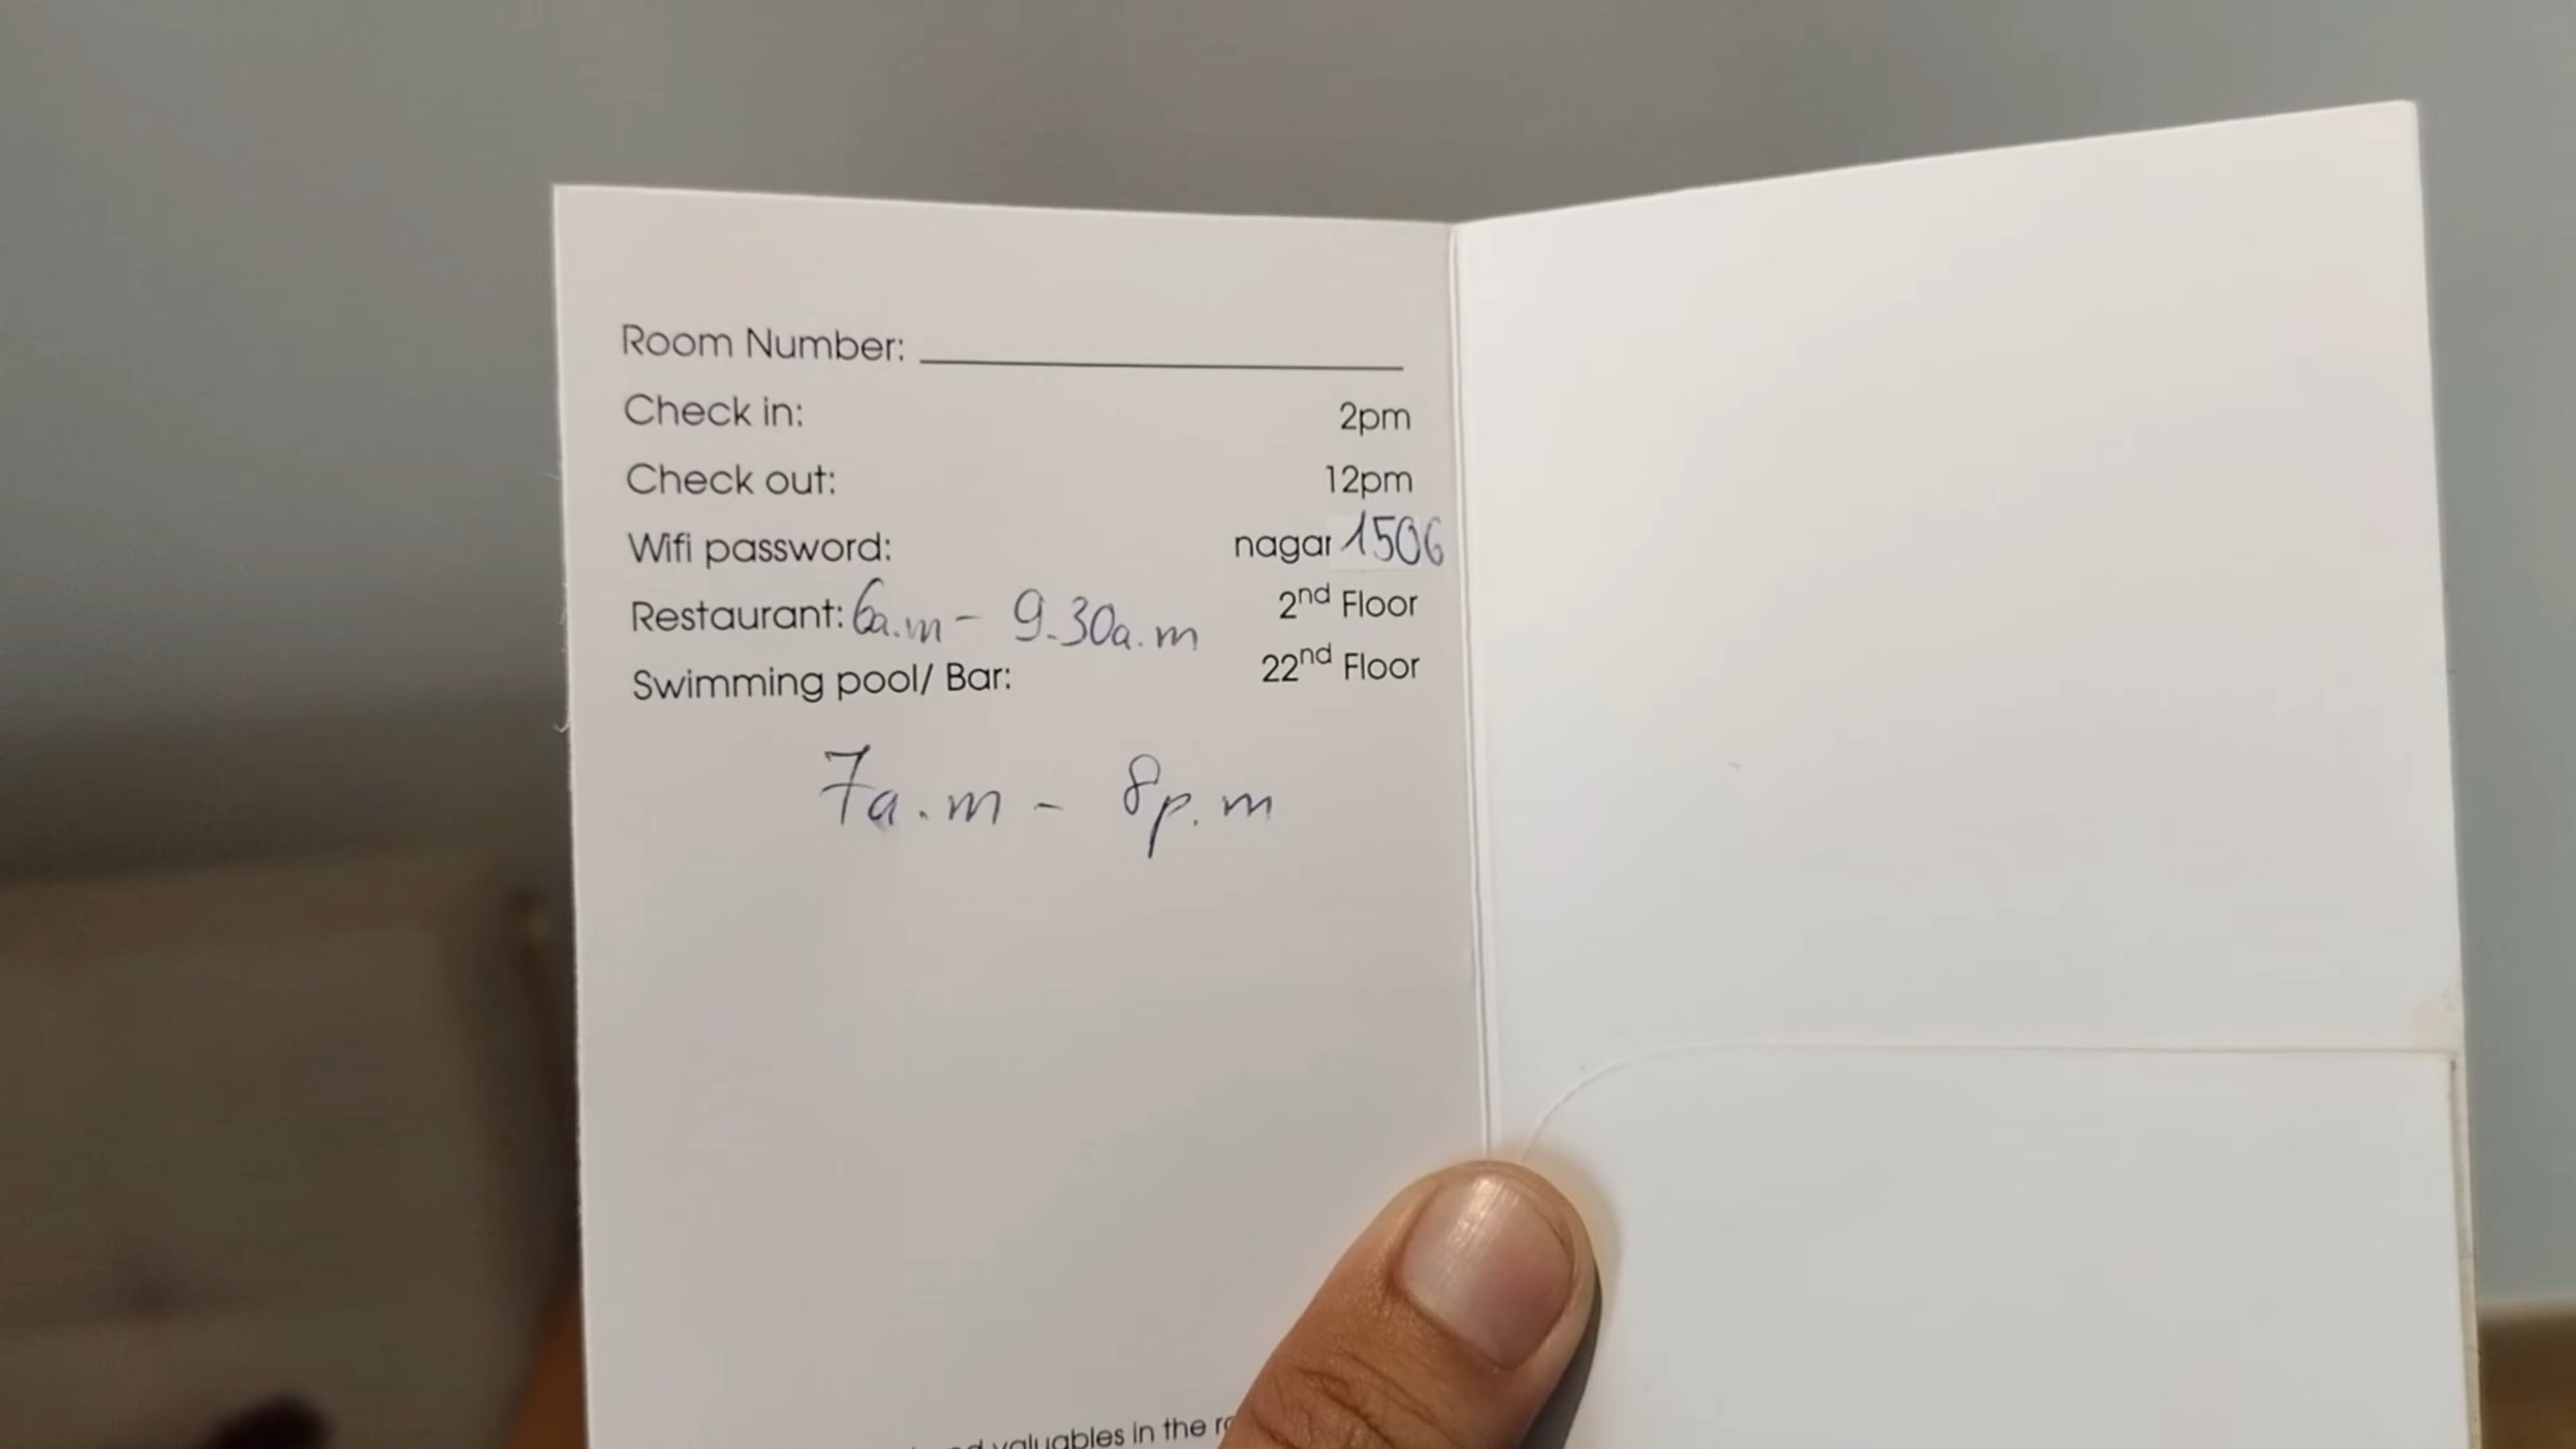 Room Number:
Check in: 2pm
Check out: 12pm
Wifi password: nagar 1506
Restaurant: 6a.m - 9.30a.m 2nd Floor
Swimming pool/ Bar: 22nd Floor
7a.m - 8p.m
valuables in the